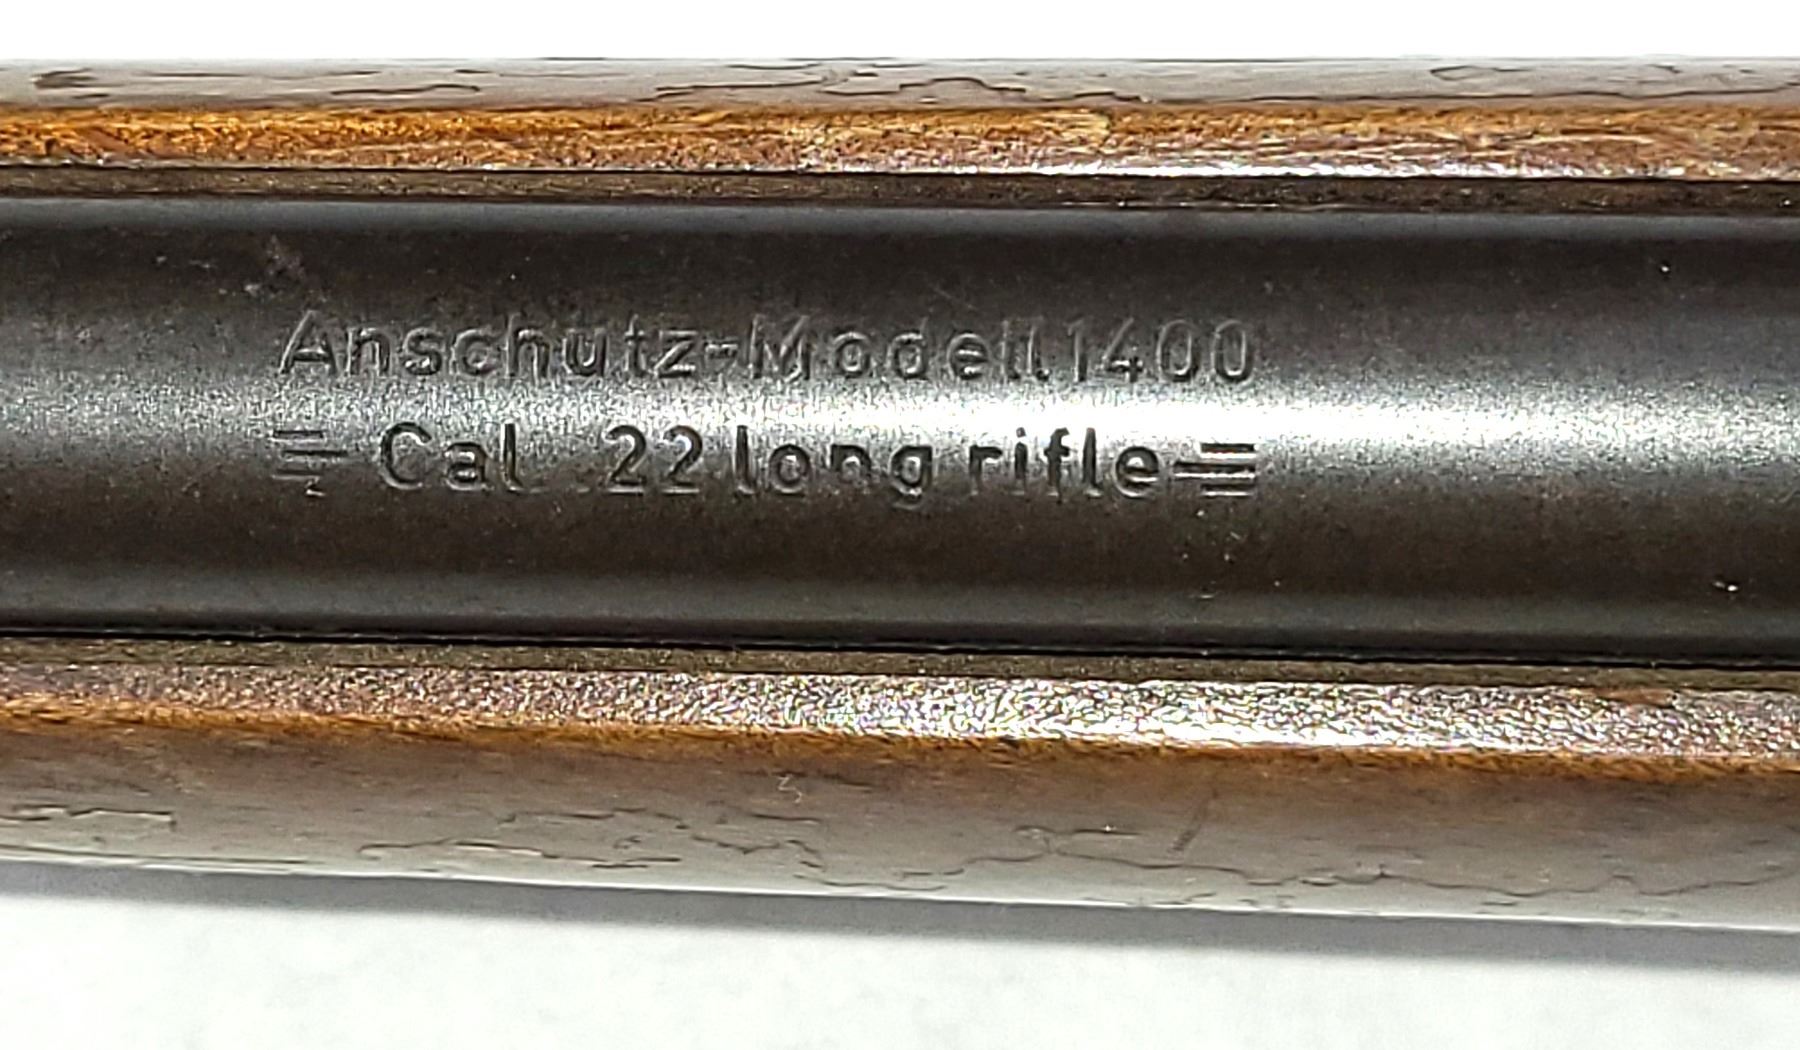 Anschutz-Modell 1400
Cal. .22 long rifle